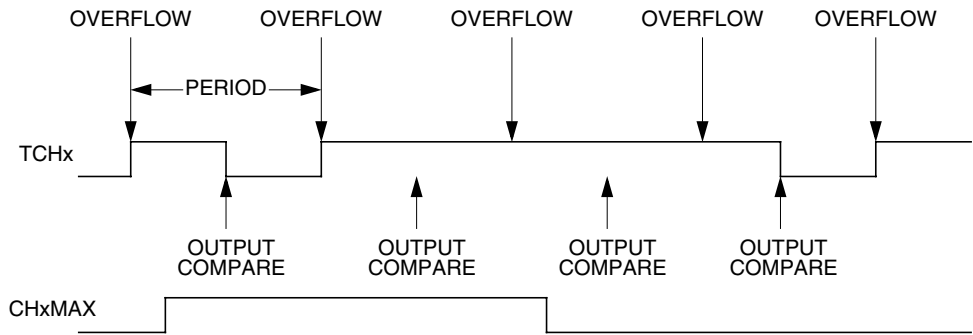 OVERFLOW OVERFLOW OVERFLOW OVERFLOW OVERFLOW
PERIOD
TCHx
OUTPUT COMPARE
OUTPUT COMPARE
OUTPUT COMPARE
OUTPUT COMPARE
CHxMAX